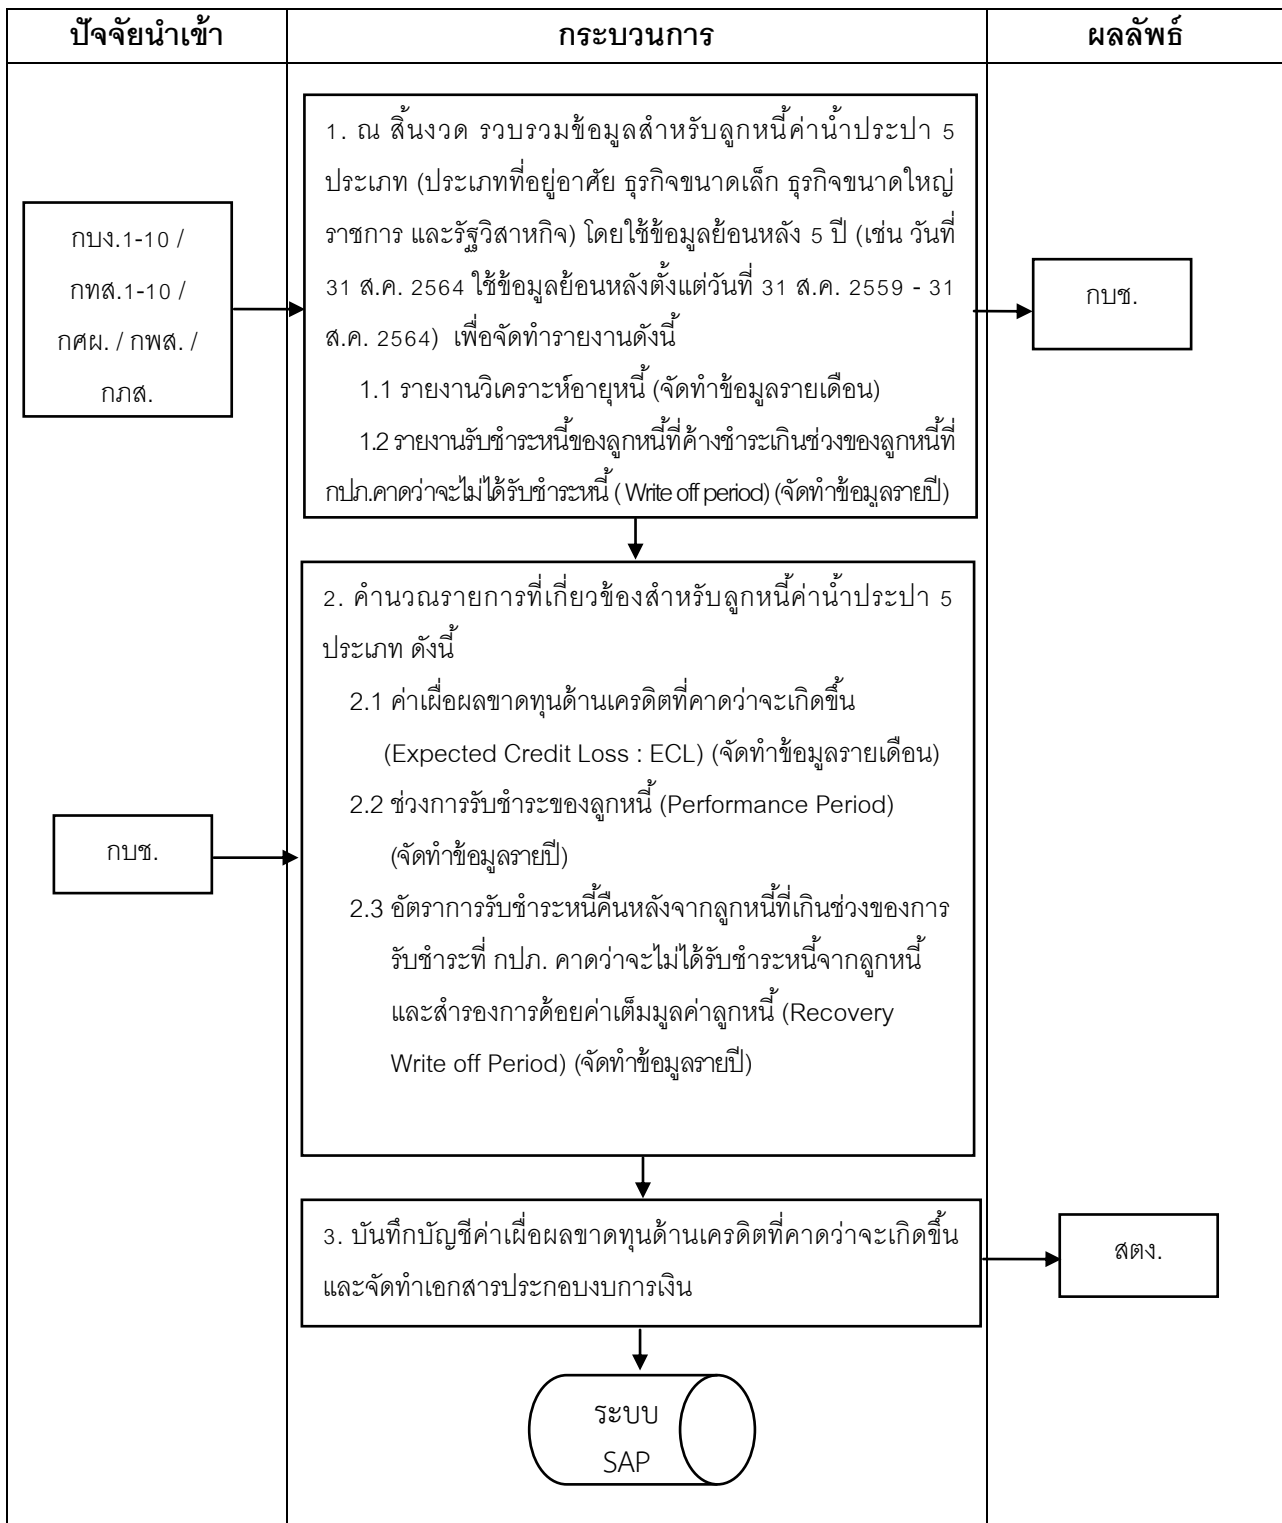 ปัจจัยนำเข้า
กระบวนการ
ผลลัพธ์
กบง.1-10 /
กทส.1-10 /
กศผ. / กพส. /
กภส.
1. ณ สิ้นงวด รวบรวมข้อมูลสำหรับลูกหนี้ค่าน้ำประปา 5
ประเภท (ประเภทที่อยู่อาศัย ธุรกิจขนาดเล็ก ธุรกิจขนาดใหญ่
ราชการ และรัฐวิสาหกิจ) โดยใช้ข้อมูลย้อนหลัง 5 ปี (เช่น วันที่
31 ส.ค. 2564 ใช้ข้อมูลย้อนหลังตั้งแต่วันที่ 31 ส.ค. 2559 - 31
ส.ค. 2564) เพื่อจัดทำรายงานดังนี้
1.1 รายงานวิเคราะห์อายุหนี้ (จัดทำข้อมูลรายเดือน)
1.2 รายงานรับชำระหนี้ของลูกหนี้ที่ค้างชำระเกินช่วงของลูกหนี้ที่
กปภ.คาดว่าจะไม่ได้รับชำระหนี้ ( Write off period) (จัดทำข้อมูลรายปี)
กบช.
กบช.
2. คำนวณรายการที่เกี่ยวข้องสำหรับลูกหนี้ค่าน้ำประปา 5
ประเภท ดังนี้
2.1 ค่าเผื่อผลขาดทุนด้านเครดิตที่คาดว่าจะเกิดขึ้น
(Expected Credit Loss : ECL) (จัดทำข้อมูลรายเดือน)
2.2 ช่วงการรับชำระของลูกหนี้ (Performance Period)
(จัดทำข้อมูลรายปี)
2.3 อัตราการรับชำระหนี้คืนหลังจากลูกหนี้ที่เกินช่วงของการ
รับชำระที่ กปภ. คาดว่าจะไม่ได้รับชำระหนี้จากลูกหนี้
และสำรองการด้อยค่าเต็มมูลค่าลูกหนี้ (Recovery
Write off Period) (จัดทำข้อมูลรายปี)
3. บันทึกบัญชีค่าเผื่อผลขาดทุนด้านเครดิตที่คาดว่าจะเกิดขึ้น
และจัดทำเอกสารประกอบงบการเงิน
สตง.
ระบบ
SAP